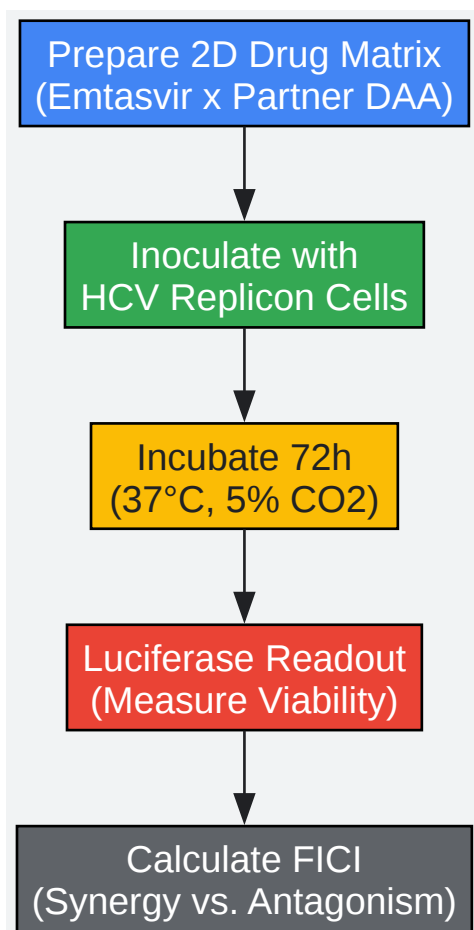 Prepare 2D Drug Matrix
(Emtasvir x Partner DAA)
Inoculate with
HCV Replicon Cells
Incubate 72h
(37°C, 5% CO2)
Luciferase Readout
(Measure Viability)
Calculate FICI
(Synergy vs. Antagonism)